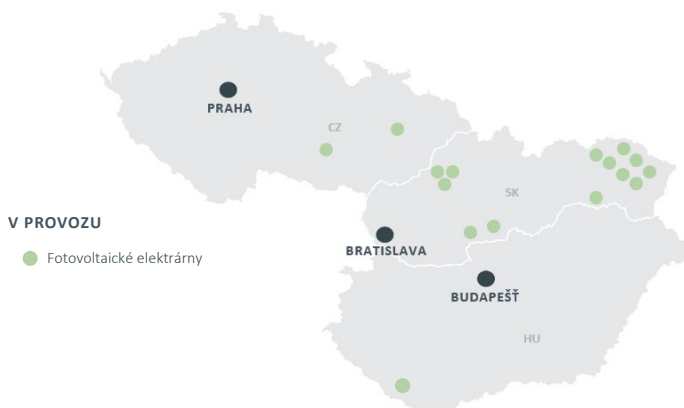 PRAHA
CZ
SK
V PROVOZU
Fotovoltaické elektrárny
BRATISLAVA
BUDAPEŠŤ
HU